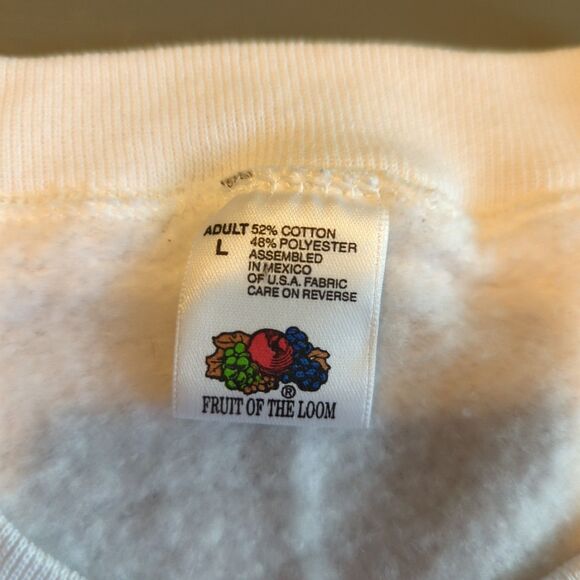 ADULT 52% COTTON
L 48% POLYESTER
ASSEMBLED
IN MEXICO
OF U.S.A. FABRIC
CARE ON REVERSE
®
FRUIT OF THE LOOM